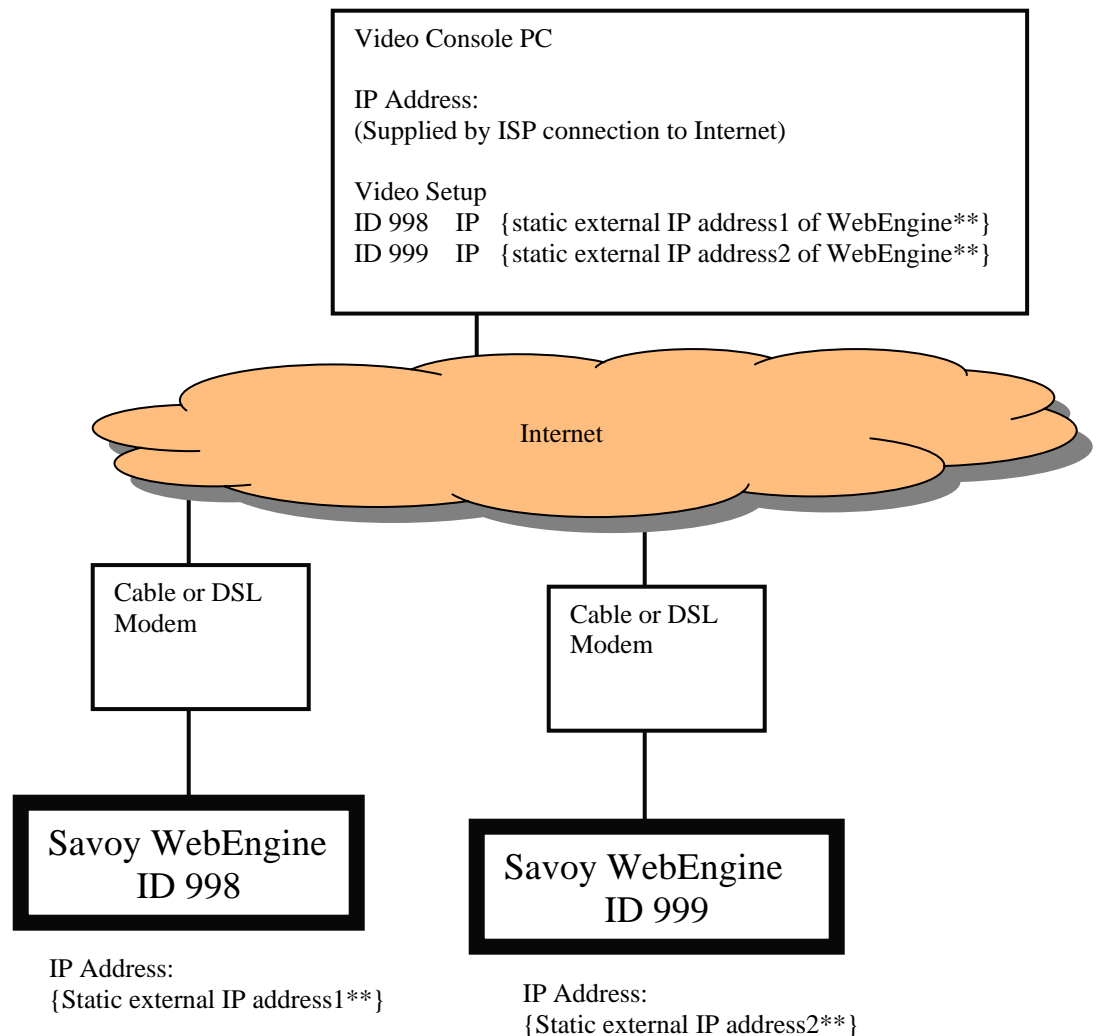 Video Console PC
IP Address:
(Supplied by ISP connection to Internet)
Video Setup
ID 998 IP {static external IP address1 of WebEngine**}
ID 999 IP {static external IP address2 of WebEngine**}
Internet
Cable or DSL
Modem
Cable or DSL
Modem
Savoy WebEngine
ID 998
Savoy WebEngine
ID 999
IP Address:
{Static external IP address1**}
IP Address:
{Static external IP address2**}